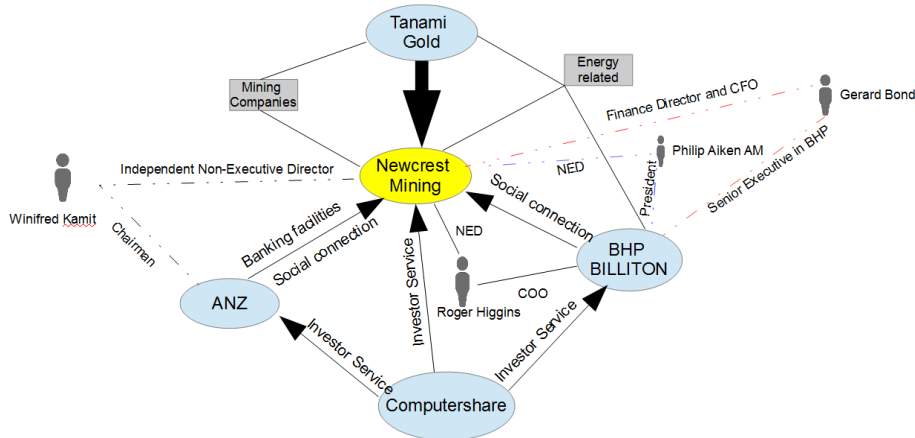 Tanami
Gold
Mining
Companies
Energy
related
Finance Director and CFO
Gerard Bond
Philip Aiken AM
NED
President
Senior Executive in BHP
Independent Non-Executive Director
Newcrest
Mining
Winifred Kamit
Chairman
Banking facilities
Social connection
Investor Service
NED
Social connection
BHP
BILLITON
COO
Roger Higgins
ANZ
Investor Service
Investor Service
Computershare